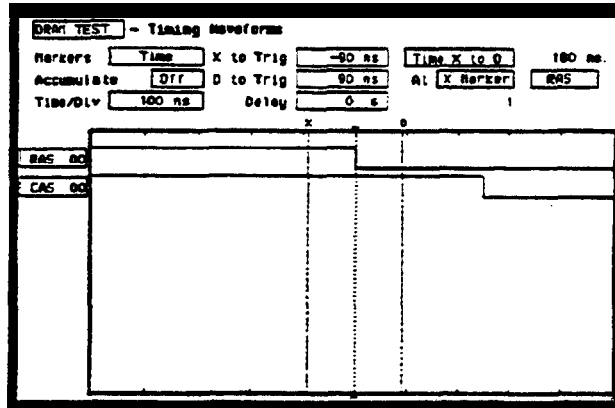 DRAM TEST - Timing Waveforms
Markers Time X to Trig -90 ns Time X to O 180 ns
Accumulate Off O to Trig 90 ns At X Marker RAS
Time/Div 100 ns Delay 0 s 1
X O
RAS 00
CAS 00